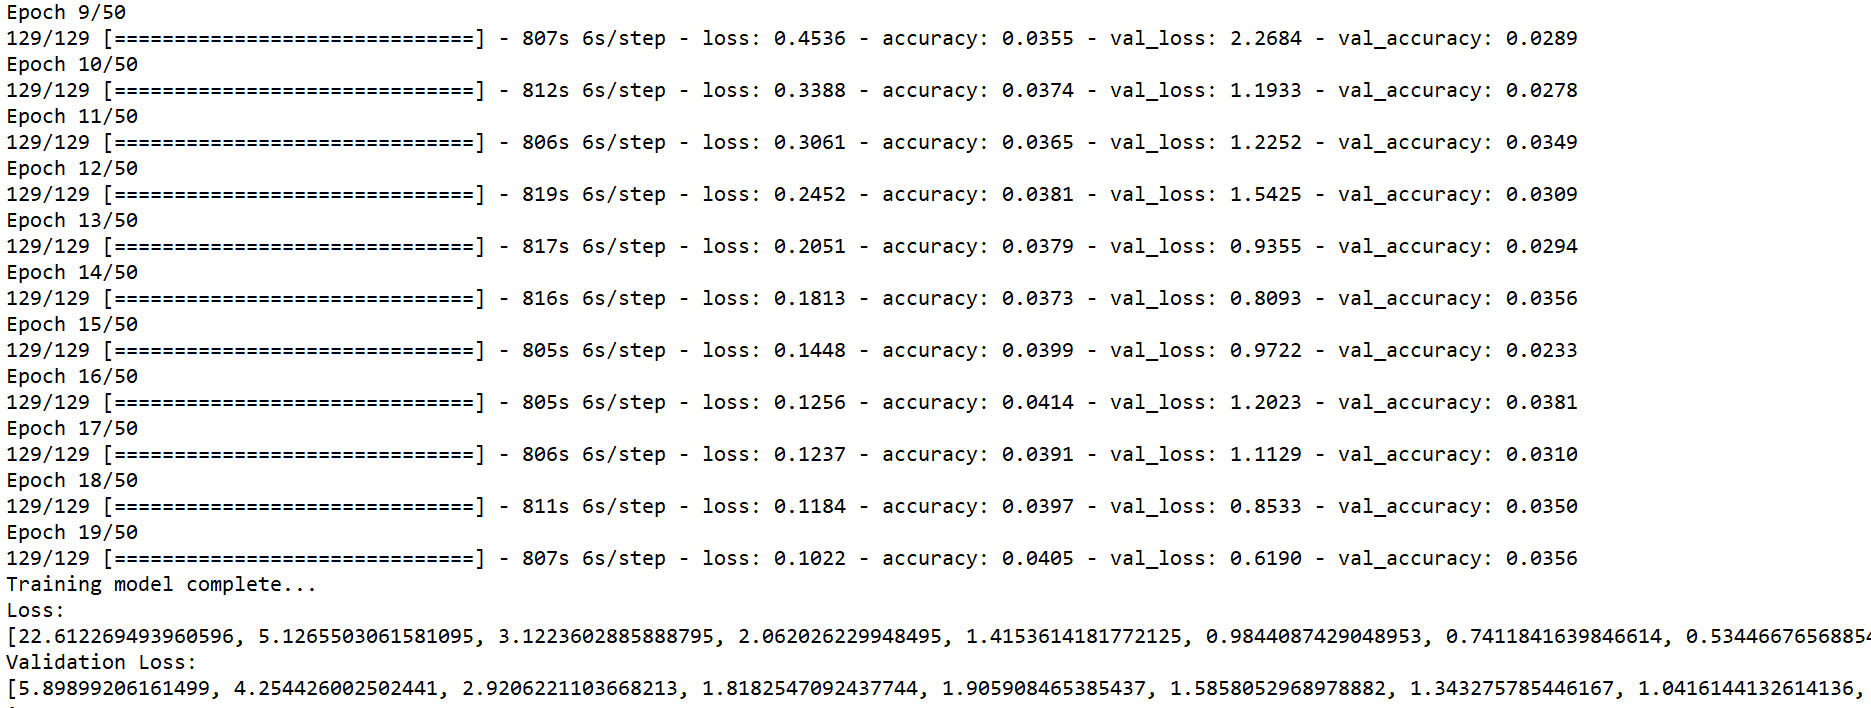 Epoch 9/50
129/129 [==============================] - 807s 6s/step - loss: 0.4536 - accuracy: 0.0355 - val_loss: 2.2684 - val_accuracy: 0.0289
Epoch 10/50
129/129 [==============================] - 812s 6s/step - loss: 0.3388 - accuracy: 0.0374 - val_loss: 1.1933 - val_accuracy: 0.0278
Epoch 11/50
129/129 [==============================] - 806s 6s/step - loss: 0.3061 - accuracy: 0.0365 - val_loss: 1.2252 - val_accuracy: 0.0349
Epoch 12/50
129/129 [==============================] - 819s 6s/step - loss: 0.2452 - accuracy: 0.0381 - val_loss: 1.5425 - val_accuracy: 0.0309
Epoch 13/50
129/129 [==============================] - 817s 6s/step - loss: 0.2051 - accuracy: 0.0379 - val_loss: 0.9355 - val_accuracy: 0.0294
Epoch 14/50
129/129 [==============================] - 816s 6s/step - loss: 0.1813 - accuracy: 0.0373 - val_loss: 0.8093 - val_accuracy: 0.0356
Epoch 15/50
129/129 [==============================] - 805s 6s/step - loss: 0.1448 - accuracy: 0.0399 - val_loss: 0.9722 - val_accuracy: 0.0233
Epoch 16/50
129/129 [==============================] - 805s 6s/step - loss: 0.1256 - accuracy: 0.0414 - val_loss: 1.2023 - val_accuracy: 0.0381
Epoch 17/50
129/129 [==============================] - 806s 6s/step - loss: 0.1237 - accuracy: 0.0391 - val_loss: 1.1129 - val_accuracy: 0.0310
Epoch 18/50
129/129 [==============================] - 811s 6s/step - loss: 0.1184 - accuracy: 0.0397 - val_loss: 0.8533 - val_accuracy: 0.0350
Epoch 19/50
129/129 [==============================] - 807s 6s/step - loss: 0.1022 - accuracy: 0.0405 - val_loss: 0.6190 - val_accuracy: 0.0356
Training model complete...
Loss:
[22.612269493960596, 5.1265503061581095, 3.1223602885888795, 2.062026229948495, 1.4153614181772125, 0.9844087429048953, 0.7411841639846614, 0.53446676568854
Validation Loss:
[5.89899206161499, 4.254426002502441, 2.9206221103668213, 1.8182547092437744, 1.905908465385437, 1.5858052968978882, 1.343275785446167, 1.0416144132614136,